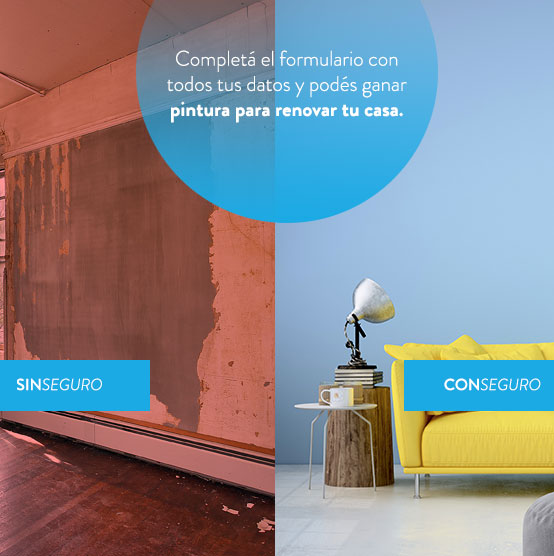 Completá el formulario con
todos tus datos y podés ganar
pintura para renovar tu casa.
SINSEGURO
CONSEGURO